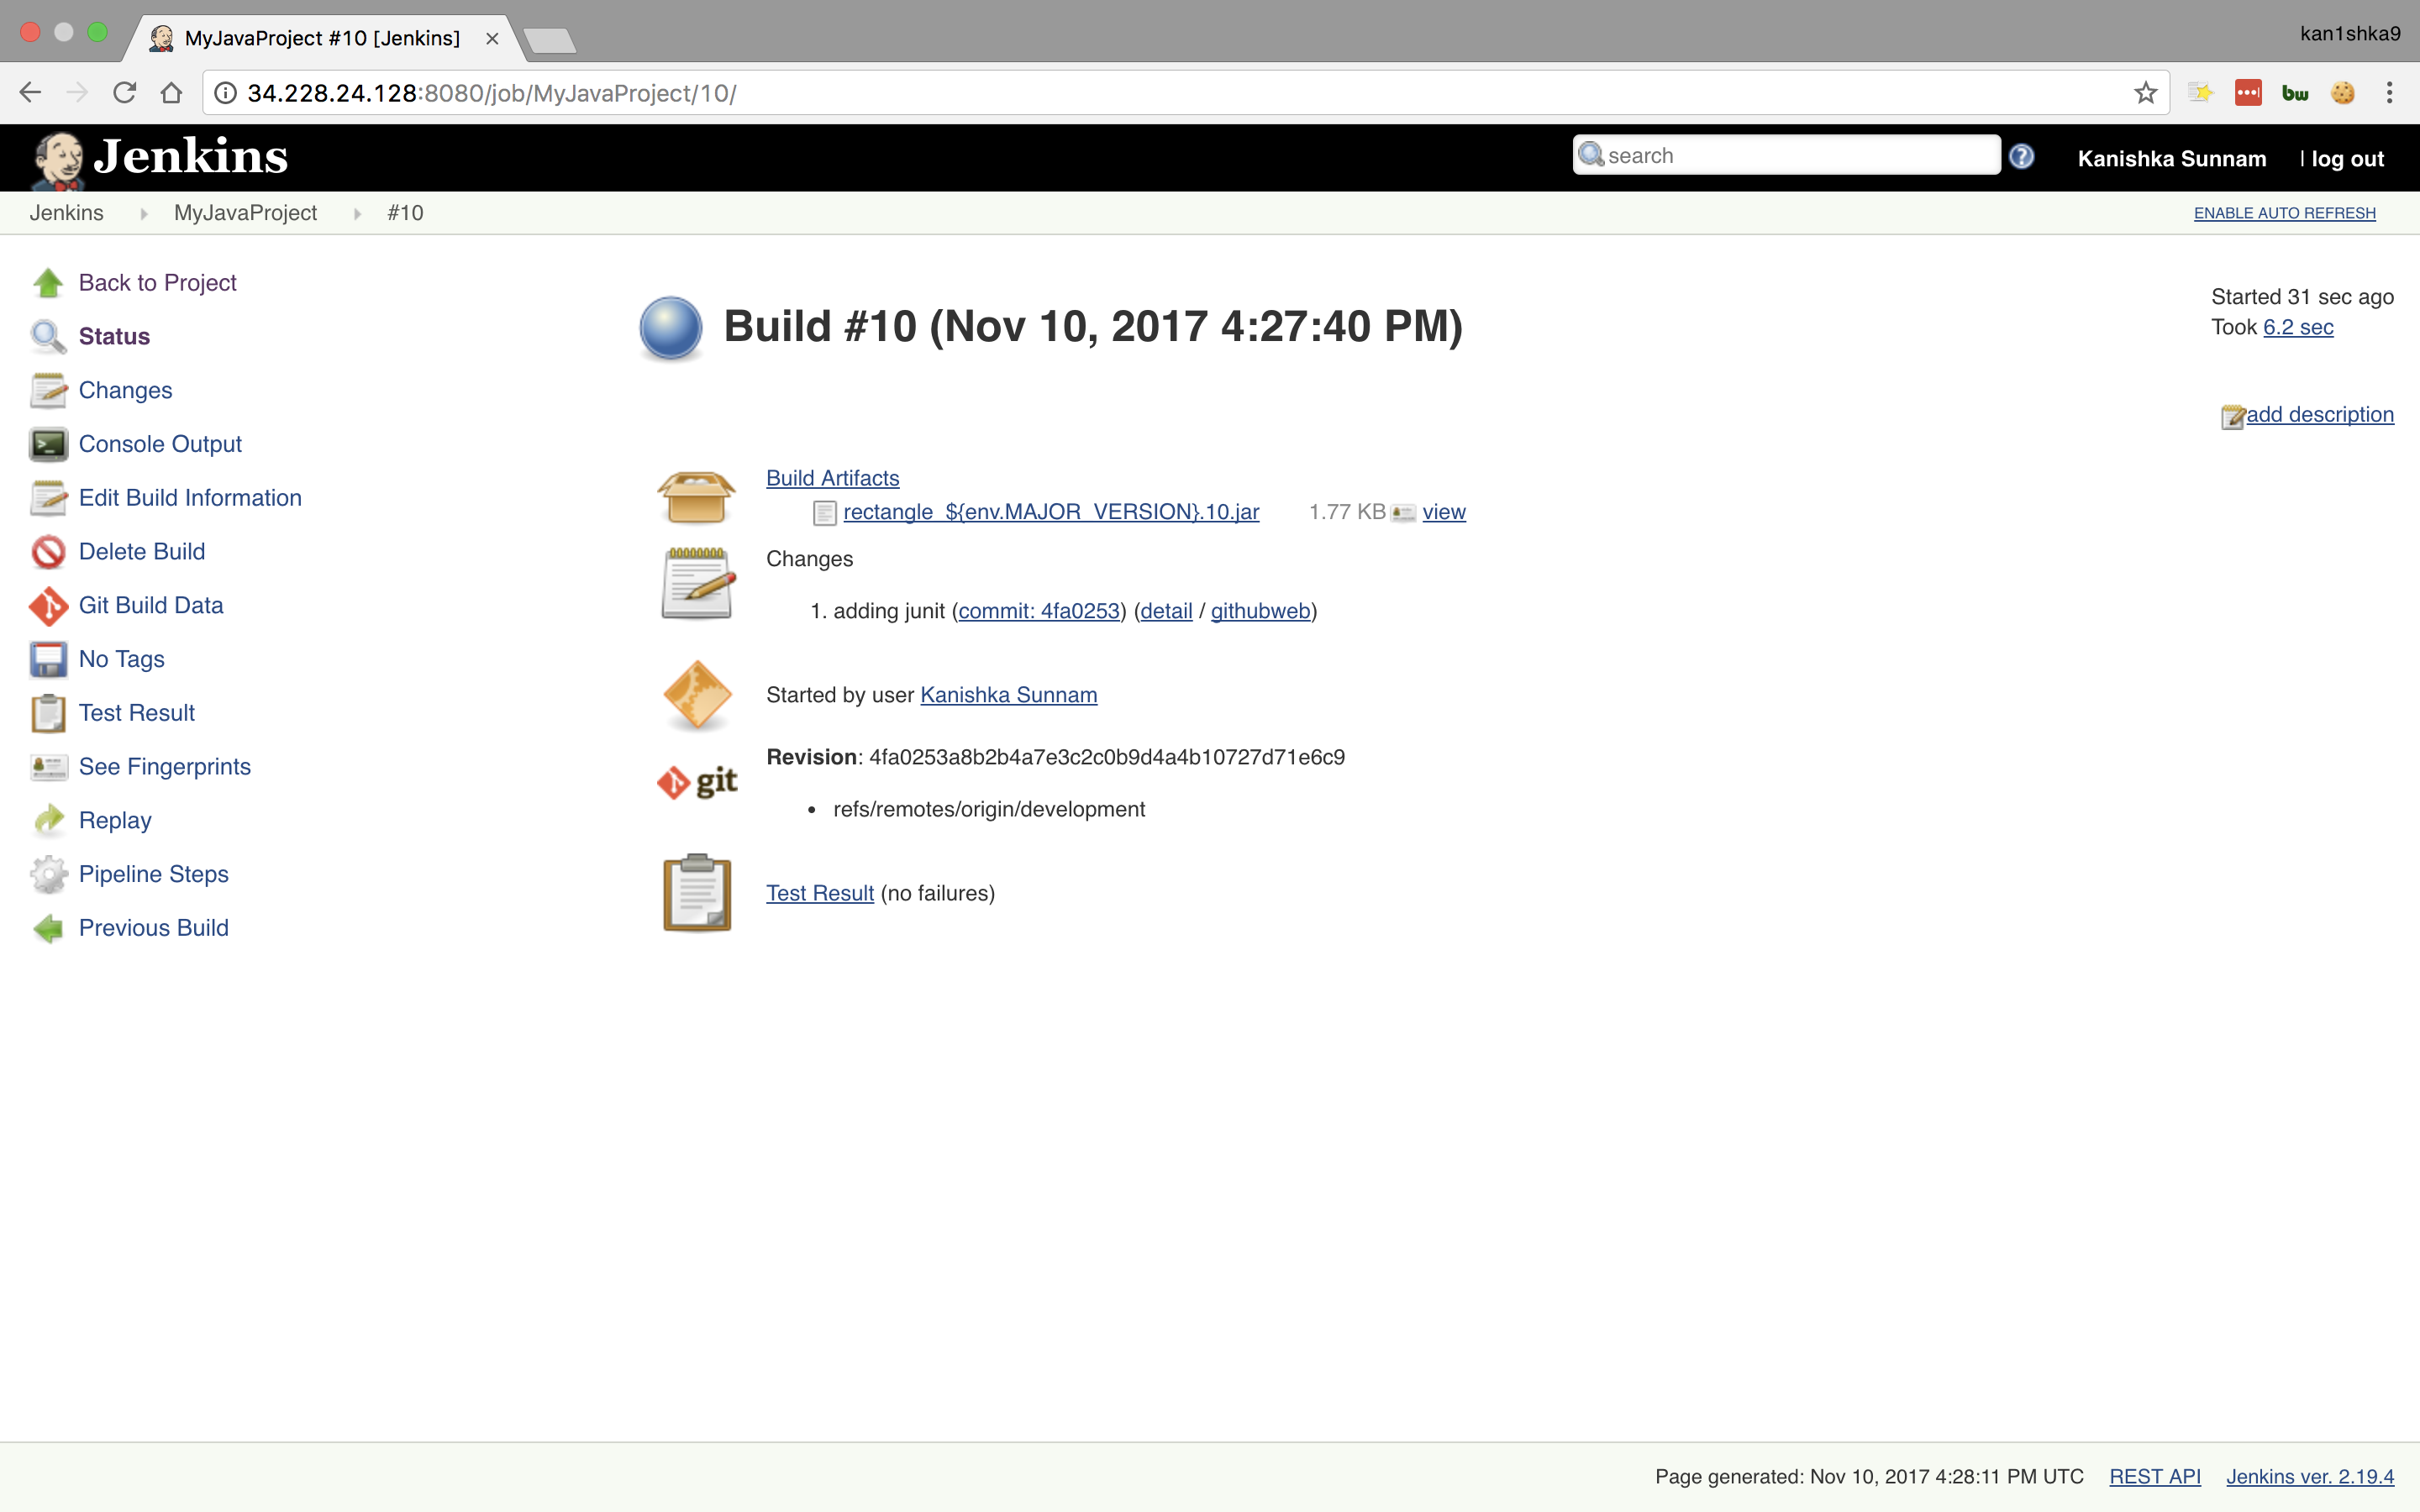 MyJavaProject #10 [Jenkins]
kan1shka9
34.228.24.128:8080/job/MyJavaProject/10/
bw
Jenkins
search
Kanishka Sunnam | log out
Jenkins MyJavaProject #10
ENABLE AUTO REFRESH
Back to Project
Status
Changes
Console Output
Edit Build Information
Delete Build
Git Build Data
No Tags
Test Result
See Fingerprints
Replay
Pipeline Steps
Previous Build
Build #10 (Nov 10, 2017 4:27:40 PM)
Started 31 sec ago
Took 6.2 sec
add description
Build Artifacts
rectangle_${env.MAJOR_VERSION}.10.jar 1.77 KB view
Changes
1. adding junit (commit: 4fa0253) (detail / githubweb)
Started by user Kanishka Sunnam
git
Revision: 4fa0253a8b2b4a7e3c2c0b9d4a4b10727d71e6c9
• refs/remotes/origin/development
Test Result (no failures)
Page generated: Nov 10, 2017 4:28:11 PM UTC REST API Jenkins ver. 2.19.4